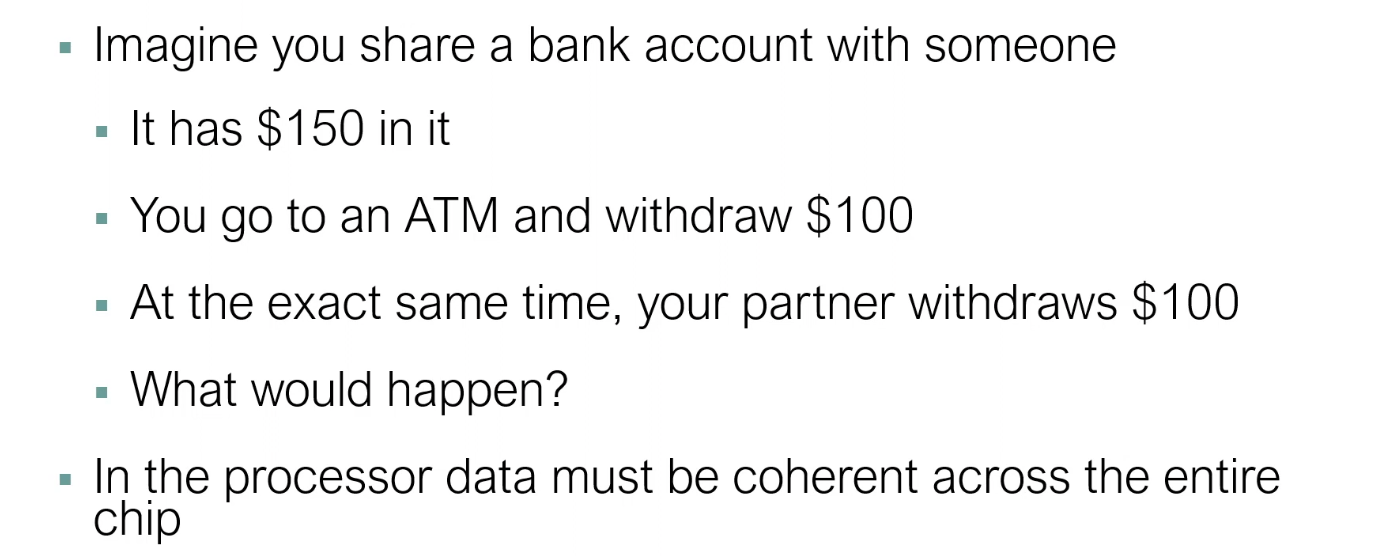 ▪ Imagine you share a bank account with someone
▪ It has $150 in it
▪ You go to an ATM and withdraw $100
▪ At the exact same time, your partner withdraws $100
▪ What would happen?
▪ In the processor data must be coherent across the entire
chip